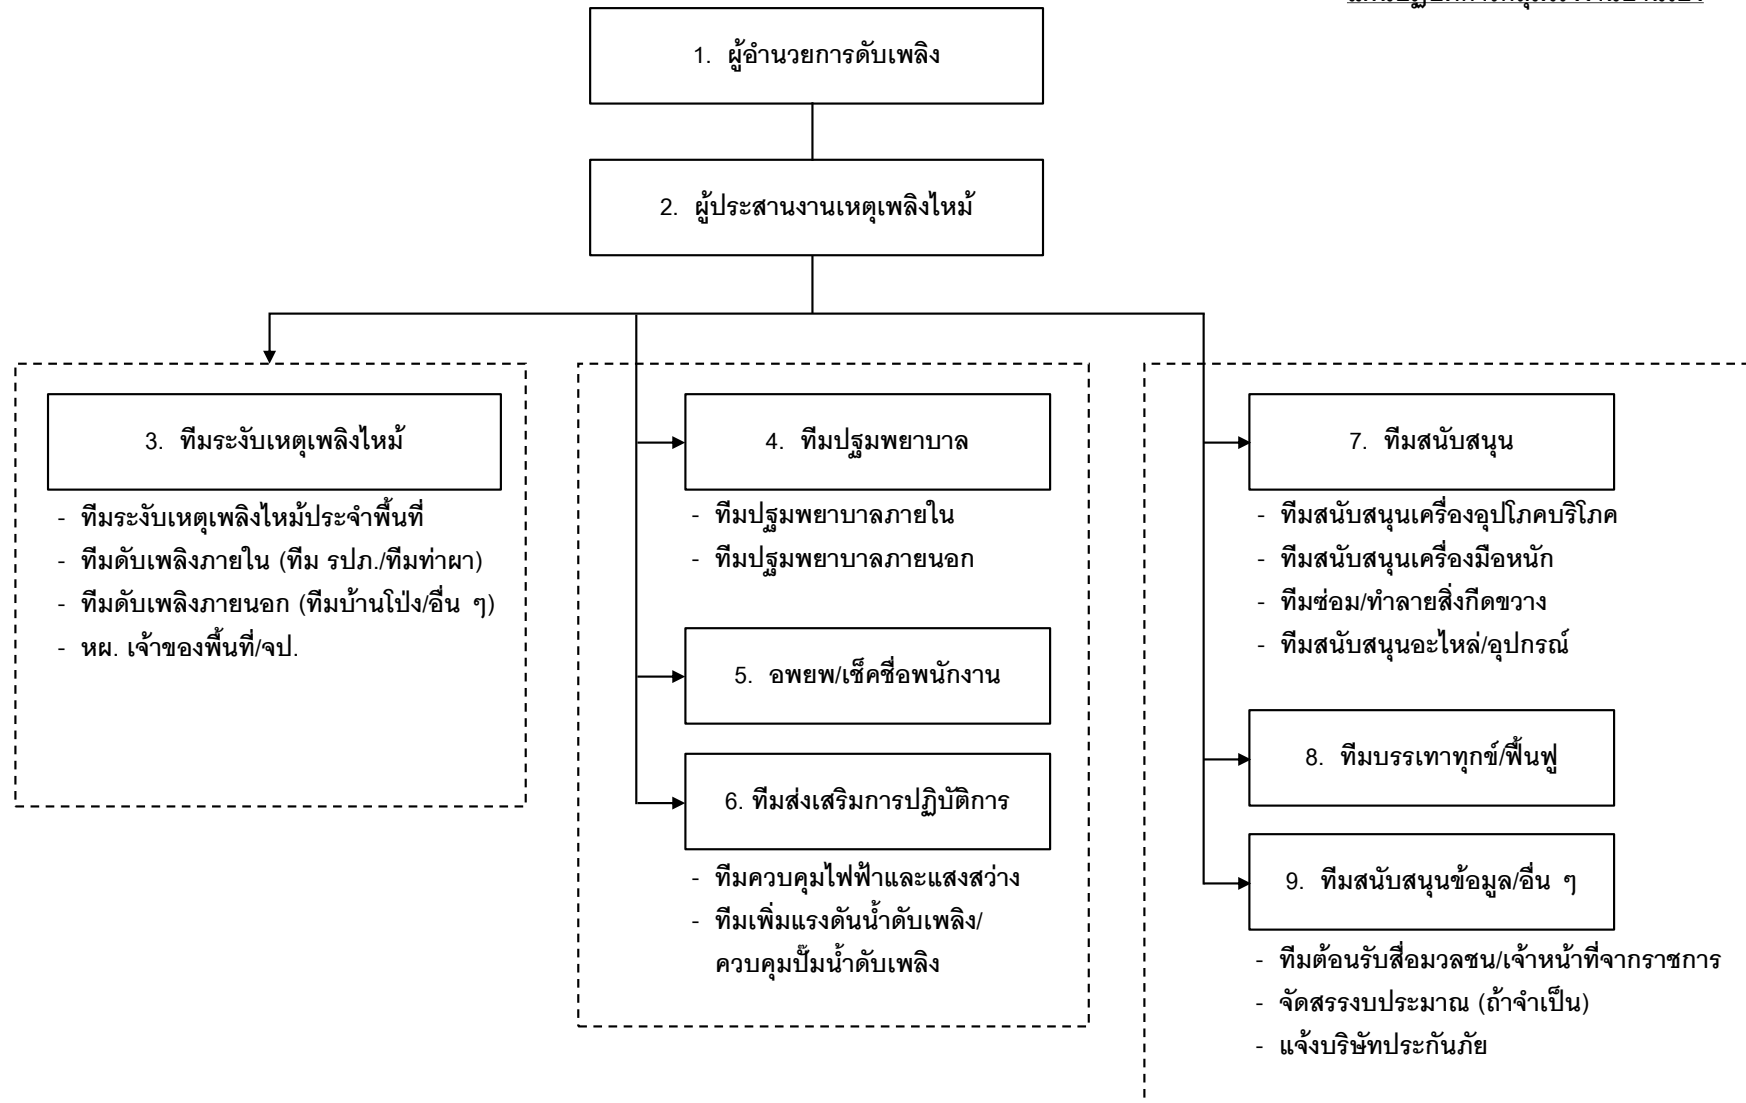 1. ผู้อำนวยการดับเพลิง
2. ผู้ประสานงานเหตุเพลิงไหม้
3. ทีมระงับเหตุเพลิงไหม้
- ทีมระงับเหตุเพลิงไหม้ประจำพื้นที่
- ทีมดับเพลิงภายใน (ทีม รปภ./ทีมท่าผา)
- ทีมดับเพลิงภายนอก (ทีมบ้านโป่ง/อื่น ๆ)
- หผ. เจ้าของพื้นที่/จป.
4. ทีมปฐมพยาบาล
- ทีมปฐมพยาบาลภายใน
- ทีมปฐมพยาบาลภายนอก
5. อพยพ/เช็คชื่อพนักงาน
6. ทีมส่งเสริมการปฏิบัติการ
- ทีมควบคุมไฟฟ้าและแสงสว่าง
- ทีมเพิ่มแรงดันน้ำดับเพลิง/
ควบคุมปั๊มน้ำดับเพลิง
7. ทีมสนับสนุน
- ทีมสนับสนุนเครื่องอุปโภคบริโภค
- ทีมสนับสนุนเครื่องมือหนัก
- ทีมซ่อม/ทำลายสิ่งกีดขวาง
- ทีมสนับสนุนอะไหล่/อุปกรณ์
8. ทีมบรรเทาทุกข์/ฟื้นฟู
9. ทีมสนับสนุนข้อมูล/อื่น ๆ
- ทีมต้อนรับสื่อมวลชน/เจ้าหน้าที่จากราชการ
- จัดสรรงบประมาณ (ถ้าจำเป็น)
- แจ้งบริษัทประกันภัย